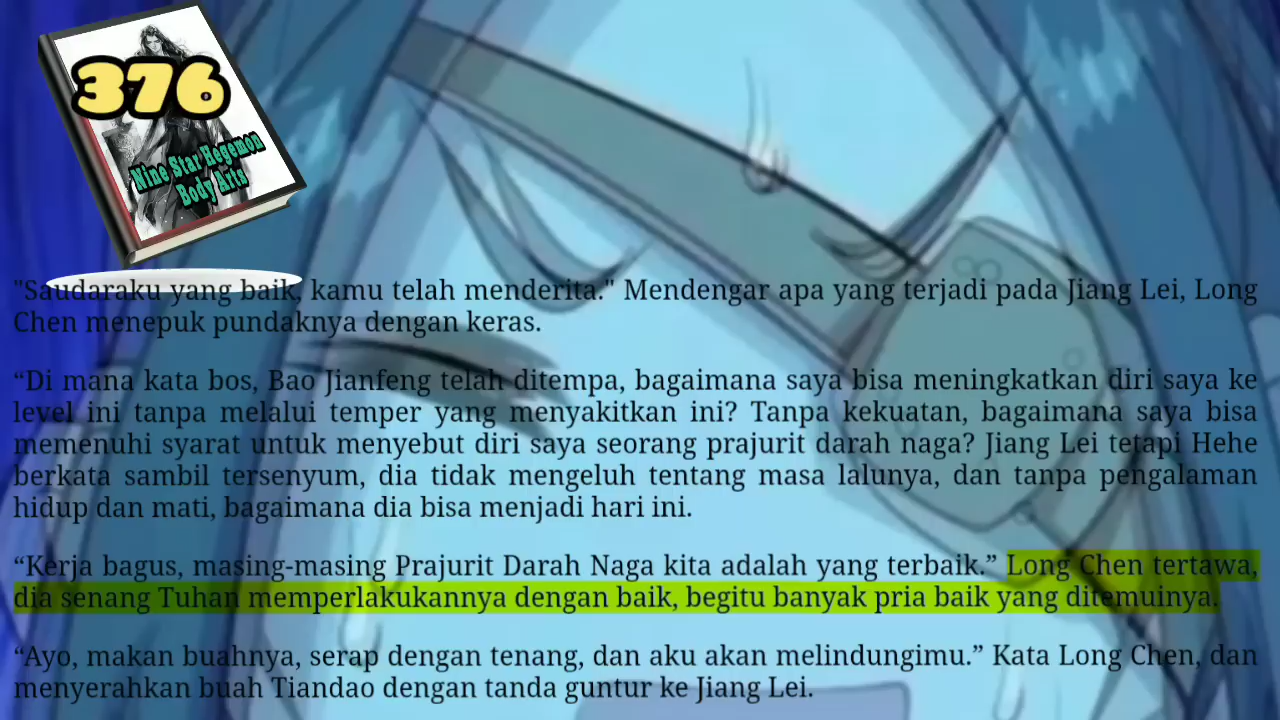 376
Nine Star Hegemon
Body Arts
"Saudaraku yang baik, kamu telah menderita." Mendengar apa yang terjadi pada Jiang Lei, Long
Chen menepuk pundaknya dengan keras.
“Di mana kata bos, Bao Jianfeng telah ditempa, bagaimana saya bisa meningkatkan diri saya ke
level ini tanpa melalui temper yang menyakitkan ini? Tanpa kekuatan, bagaimana saya bisa
memenuhi syarat untuk menyebut diri saya seorang prajurit darah naga? Jiang Lei tetapi Hehe
berkata sambil tersenyum, dia tidak mengeluh tentang masa lalunya, dan tanpa pengalaman
hidup dan mati, bagaimana dia bisa menjadi hari ini.
“Kerja bagus, masing-masing Prajurit Darah Naga kita adalah yang terbaik.” Long Chen tertawa,
dia senang Tuhan memperlakukannya dengan baik, begitu banyak pria baik yang ditemuinya.
“Ayo, makan buahnya, serap dengan tenang, dan aku akan melindungimu.” Kata Long Chen, dan
menyerahkan buah Tiandao dengan tanda guntur ke Jiang Lei.